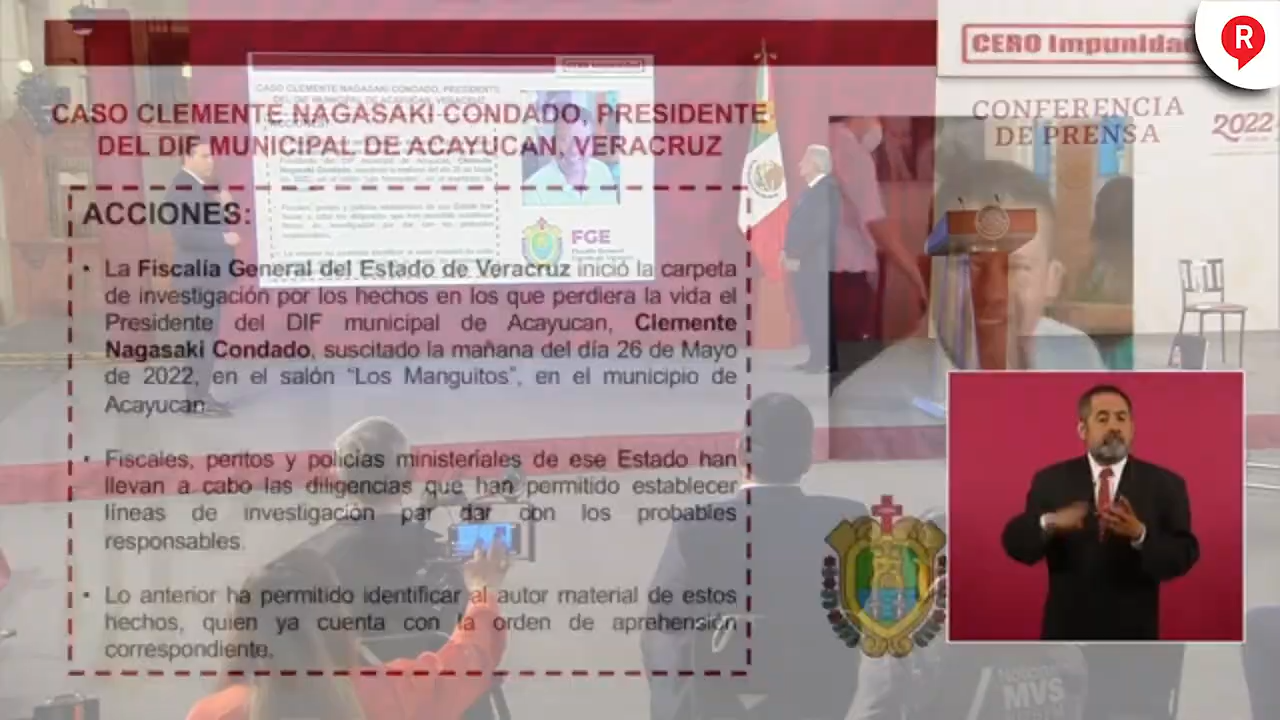 R
CERO Impunidad
CONFERENCIA
DE PRENSA
2022
CASO CLEMENTE NAGASAKI CONDADO, PRESIDENTE
DEL DIF MUNICIPAL DE ACAYUCAN, VERACRUZ
ACCIONES:
• La Fiscalía General del Estado de Veracruz inició la carpeta
de investigación por los hechos en los que perdiera la vida el
Presidente del DIF municipal de Acayucan, Clemente
Nagasaki Condado, suscitado la mañana del día 26 de Mayo
de 2022, en el salón “Los Manguitos”, en el municipio de
Acayucan.
• Fiscales, peritos y policías ministeriales de ese Estado han
llevan a cabo las diligencias que han permitido establecer
líneas de investigación par dar con los probables
responsables.
• Lo anterior ha permitido identificar al autor material de estos
hechos, quien ya cuenta con la orden de aprehensión
correspondiente.
FGE
MVS